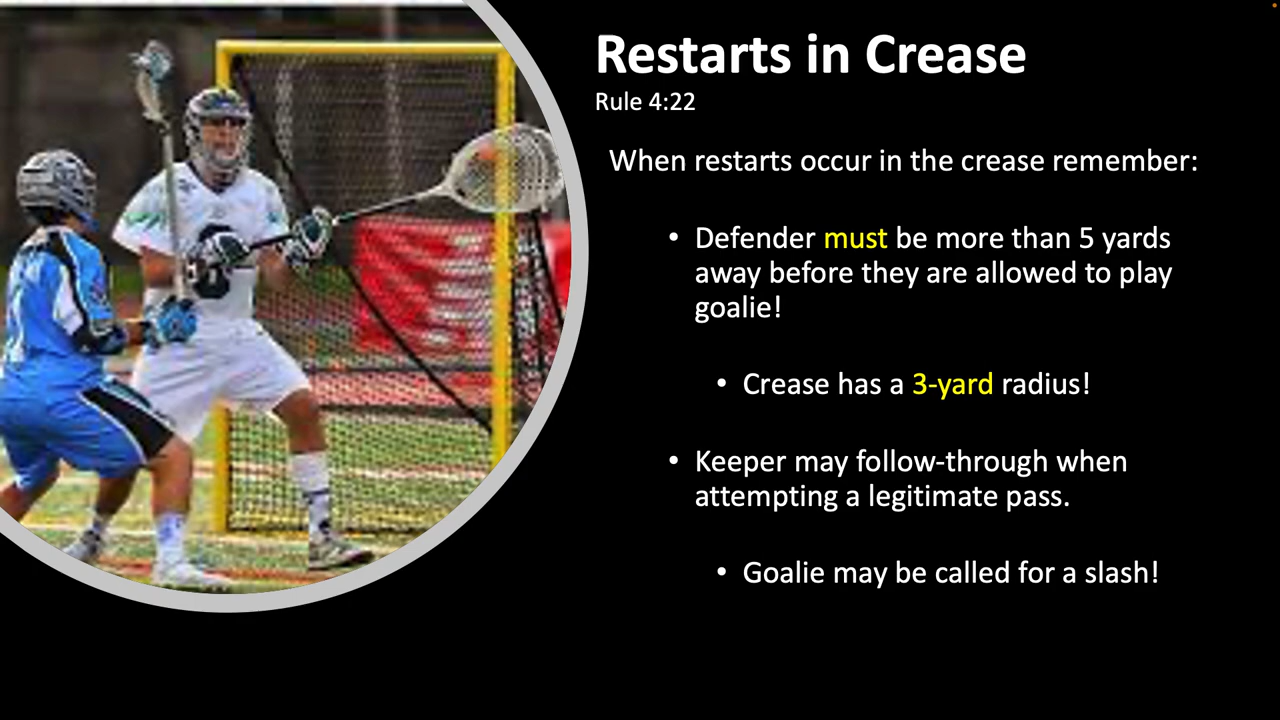 Restarts in Crease
Rule 4:22
When restarts occur in the crease remember:
• Defender must be more than 5 yards
away before they are allowed to play
goalie!
• Crease has a 3-yard radius!
• Keeper may follow-through when
attempting a legitimate pass.
• Goalie may be called for a slash!